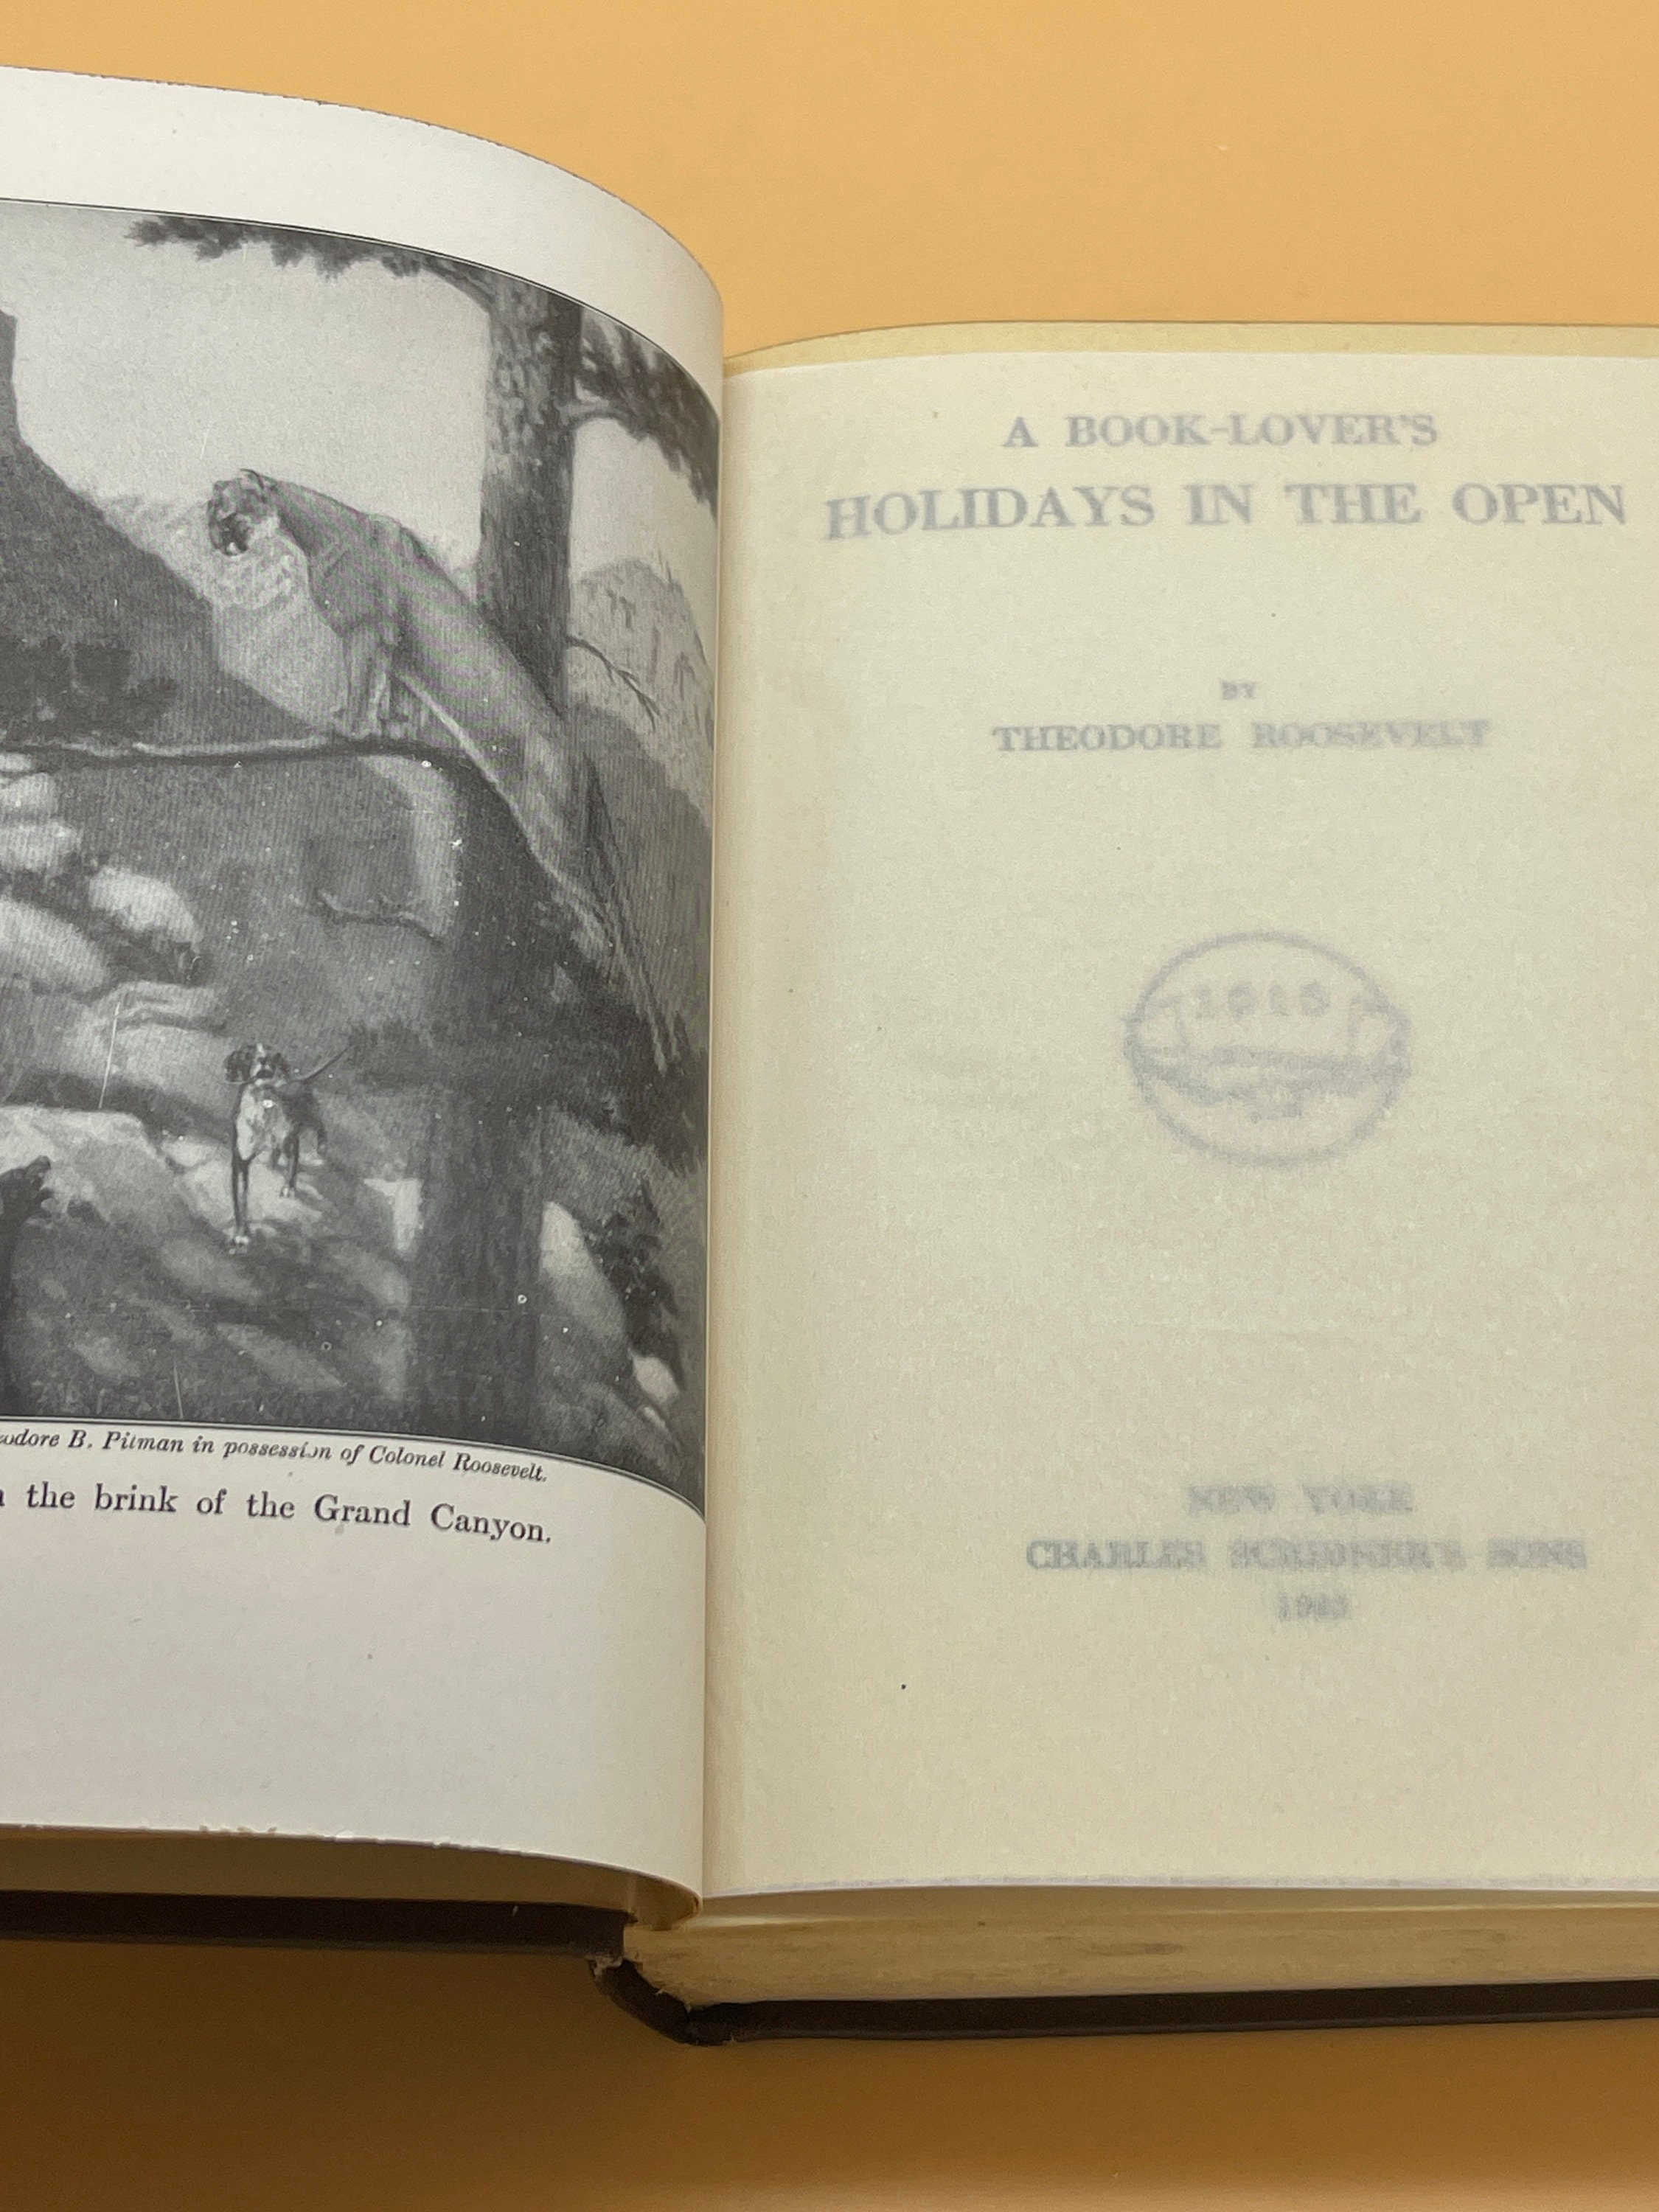 odore B. Pitman in possession of Colonel Roosevelt.
the brink of the Grand Canyon.
A BOOK-LOVER'S
HOLIDAYS IN THE OPEN
BY
THEODORE ROOSEVELT
NEW YORK
CHARLES SCRIBNER'S SONS